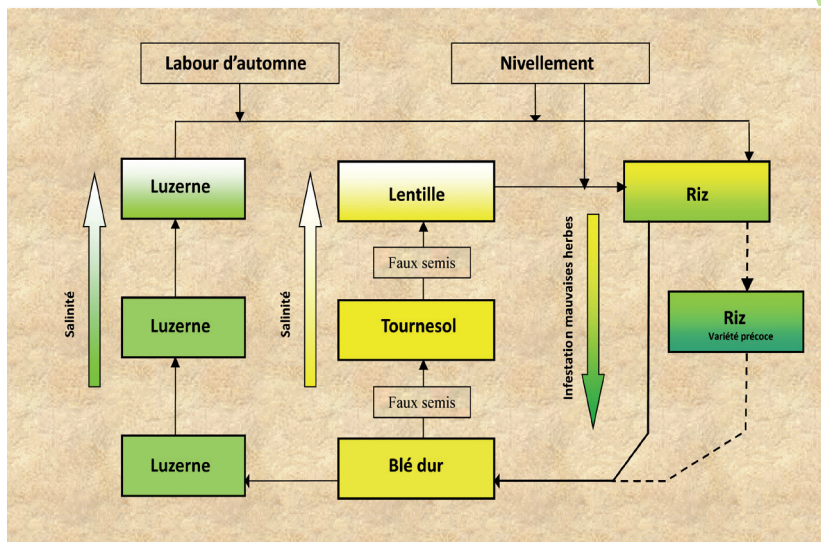 Labour d'automne
Nivellement
Luzerne
Lentille
Riz
Faux semis
Salinité
Salinité
Infestation mauvaises herbes
Luzerne
Tournesol
Riz
Variété précoce
Faux semis
Luzerne
Blé dur